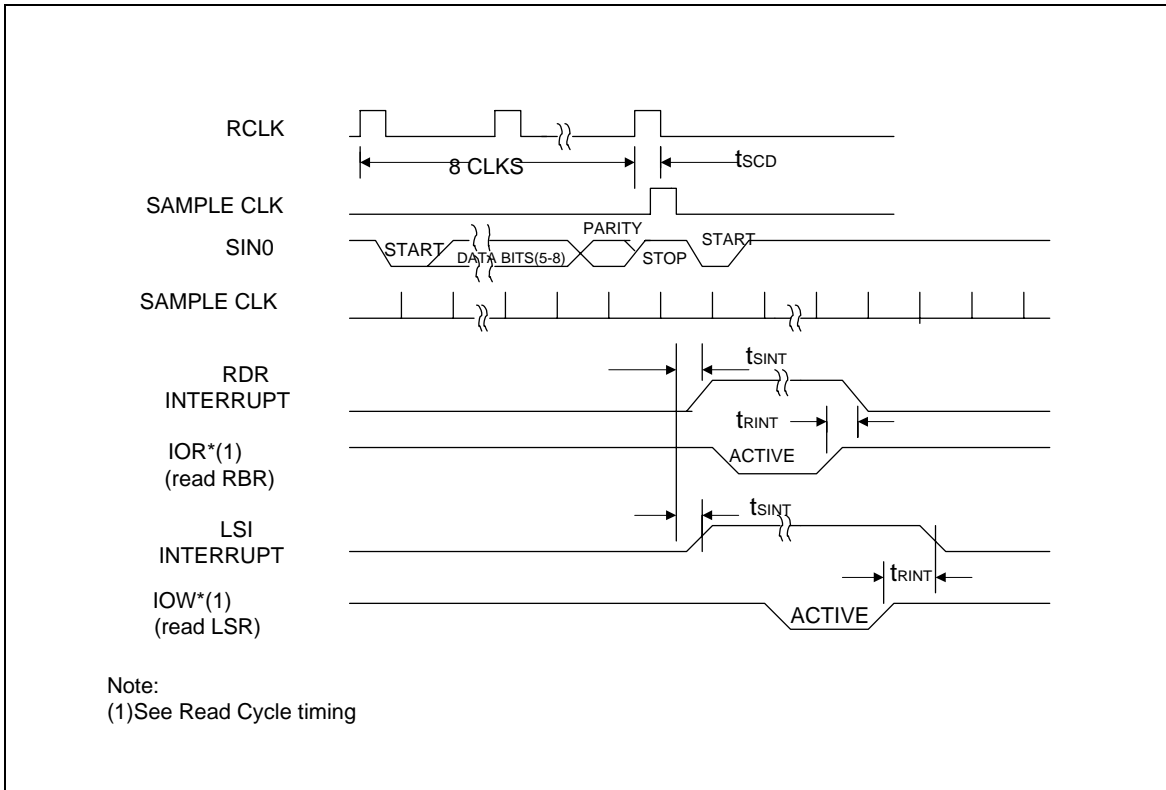 RCLK
8 CLKS
tSCD
SAMPLE CLK
PARITY
SIN0
START
DATA BITS(5-8)
STOP
START
SAMPLE CLK
tSINT
RDR
INTERRUPT
tRINT
IOR*(1)
(read RBR)
ACTIVE
tSINT
LSI
INTERRUPT
tRINT
IOW*(1)
(read LSR)
ACTIVE
Note:
(1)See Read Cycle timing